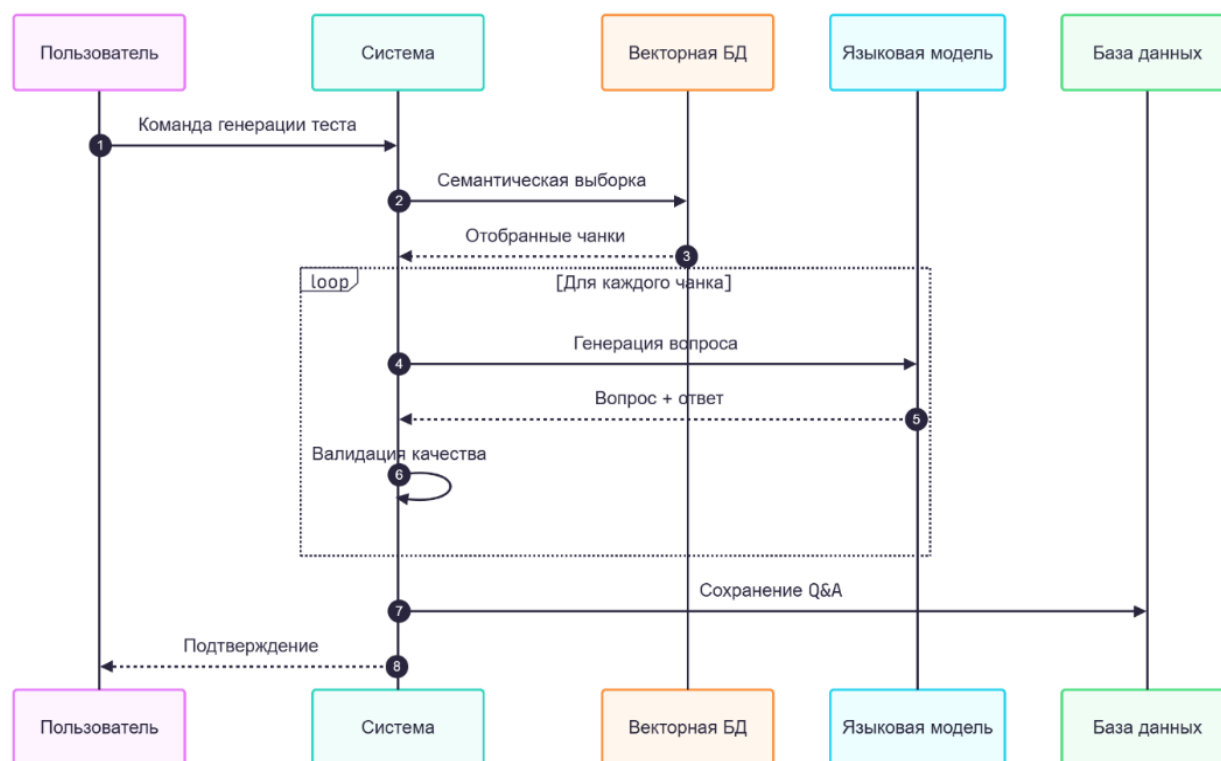 Пользователь
Система
Векторная БД
Языковая модель
База данных
Команда генерации теста
1
Семантическая выборка
2
Отобранные чанки
3
loop
[Для каждого чанка]
Генерация вопроса
4
Вопрос + ответ
5
Валидация качества
6
Сохранение Q&A
7
Подтверждение
8
Пользователь
Система
Векторная БД
Языковая модель
База данных